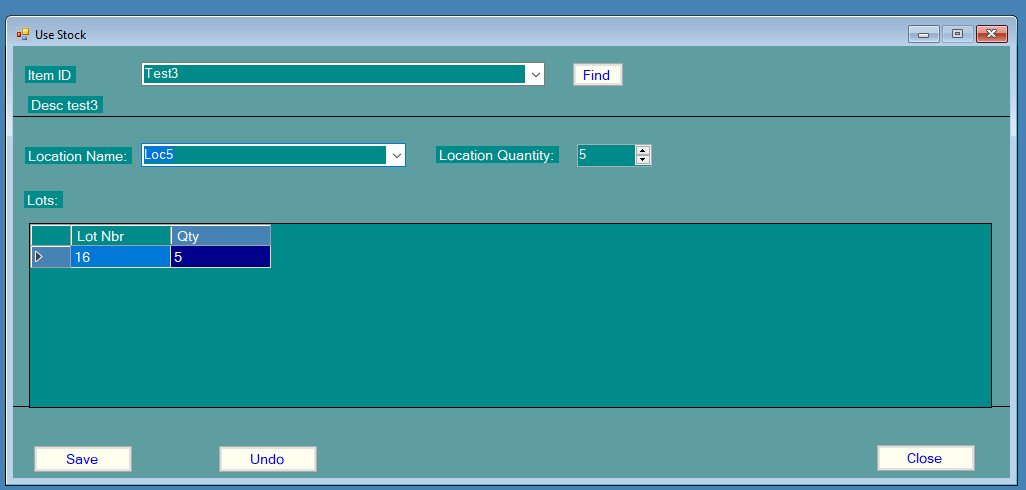 Use Stock
Item ID Test3 Find
Desc test3
Location Name: Loc5 Location Quantity: 5
Lots:
Lot Nbr Qty
16 5
Save Undo Close